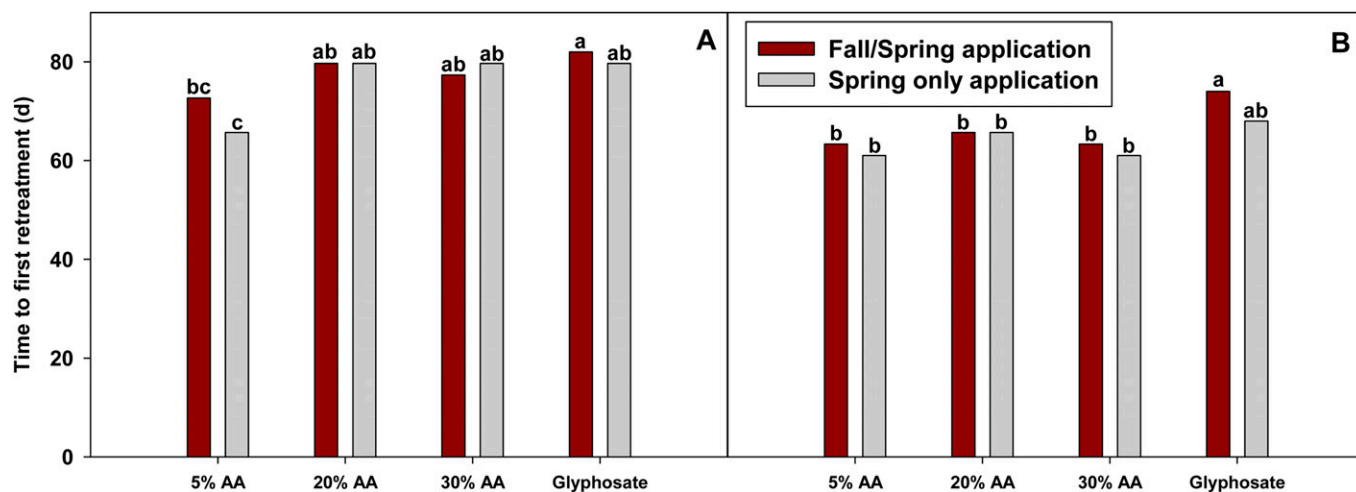 A
B
Fall/Spring application
Spring only application
Time to first retreatment (d)
80
60
40
20
0
bc
c
ab
ab
ab
ab
a
ab
b
b
b
b
b
b
a
ab
5% AA
20% AA
30% AA
Glyphosate
5% AA
20% AA
30% AA
Glyphosate